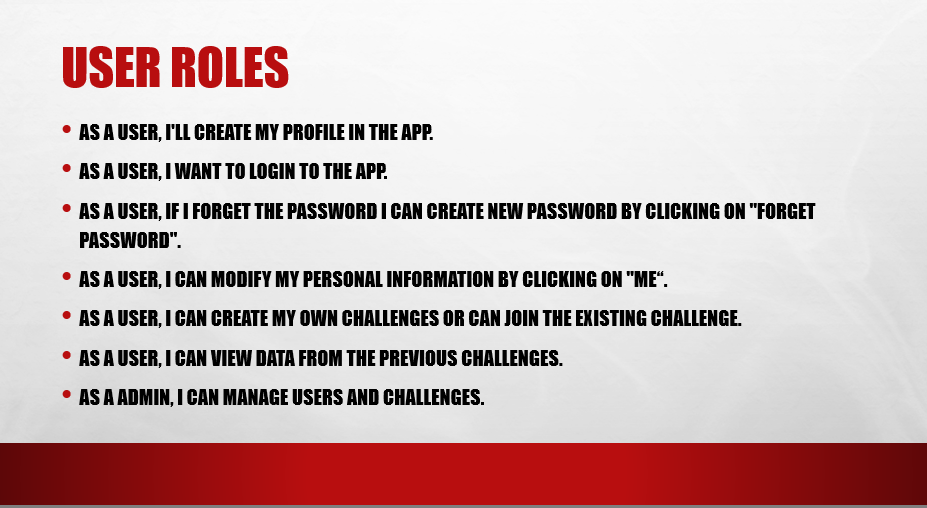 USER ROLES
• AS A USER, I'LL CREATE MY PROFILE IN THE APP.
• AS A USER, I WANT TO LOGIN TO THE APP.
• AS A USER, IF I FORGET THE PASSWORD I CAN CREATE NEW PASSWORD BY CLICKING ON "FORGET
PASSWORD".
• AS A USER, I CAN MODIFY MY PERSONAL INFORMATION BY CLICKING ON "ME“.
• AS A USER, I CAN CREATE MY OWN CHALLENGES OR CAN JOIN THE EXISTING CHALLENGE.
• AS A USER, I CAN VIEW DATA FROM THE PREVIOUS CHALLENGES.
• AS A ADMIN, I CAN MANAGE USERS AND CHALLENGES.